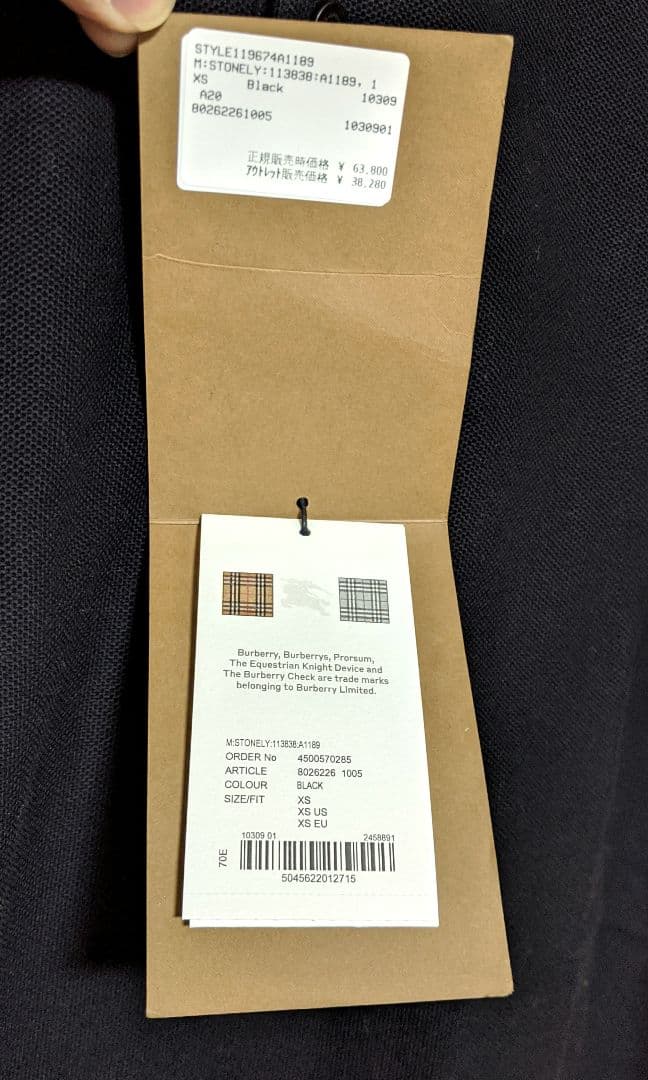 STYLE119674A1189
M:STONELY:113838:A1189, 1
XS Black 10309
A20
80262261005 1030901
正規販売時価格 ¥ 63,800
アウトレット販売価格 ¥ 38,280
Burberry, Burberrys, Prorsum,
The Equestrian Knight Device and
The Burberry Check are trade marks
belonging to Burberry Limited.
M:STONELY:113838:A1189
ORDER No 4500570285
ARTICLE 8026226 1005
COLOUR BLACK
SIZE/FIT XS
XS US
XS EU
10309 01 2458891
70E
5045622012715